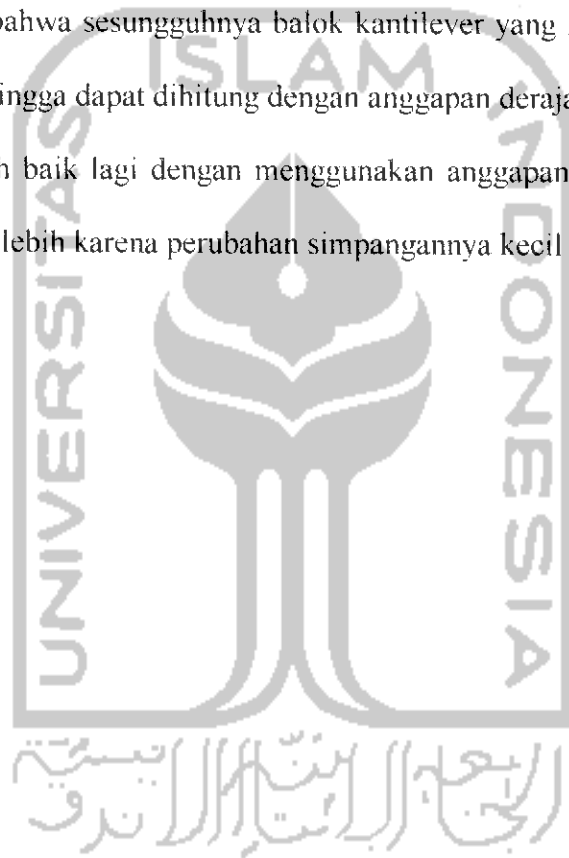 bahwa sesungguhnya balok kantilever yang
ingga dapat dihitung dengan anggapan deraja
h baik lagi dengan menggunakan anggapan
lebih karena perubahan simpangannya kecil
ISLAM
UNIVERSITAS
INDONESIA